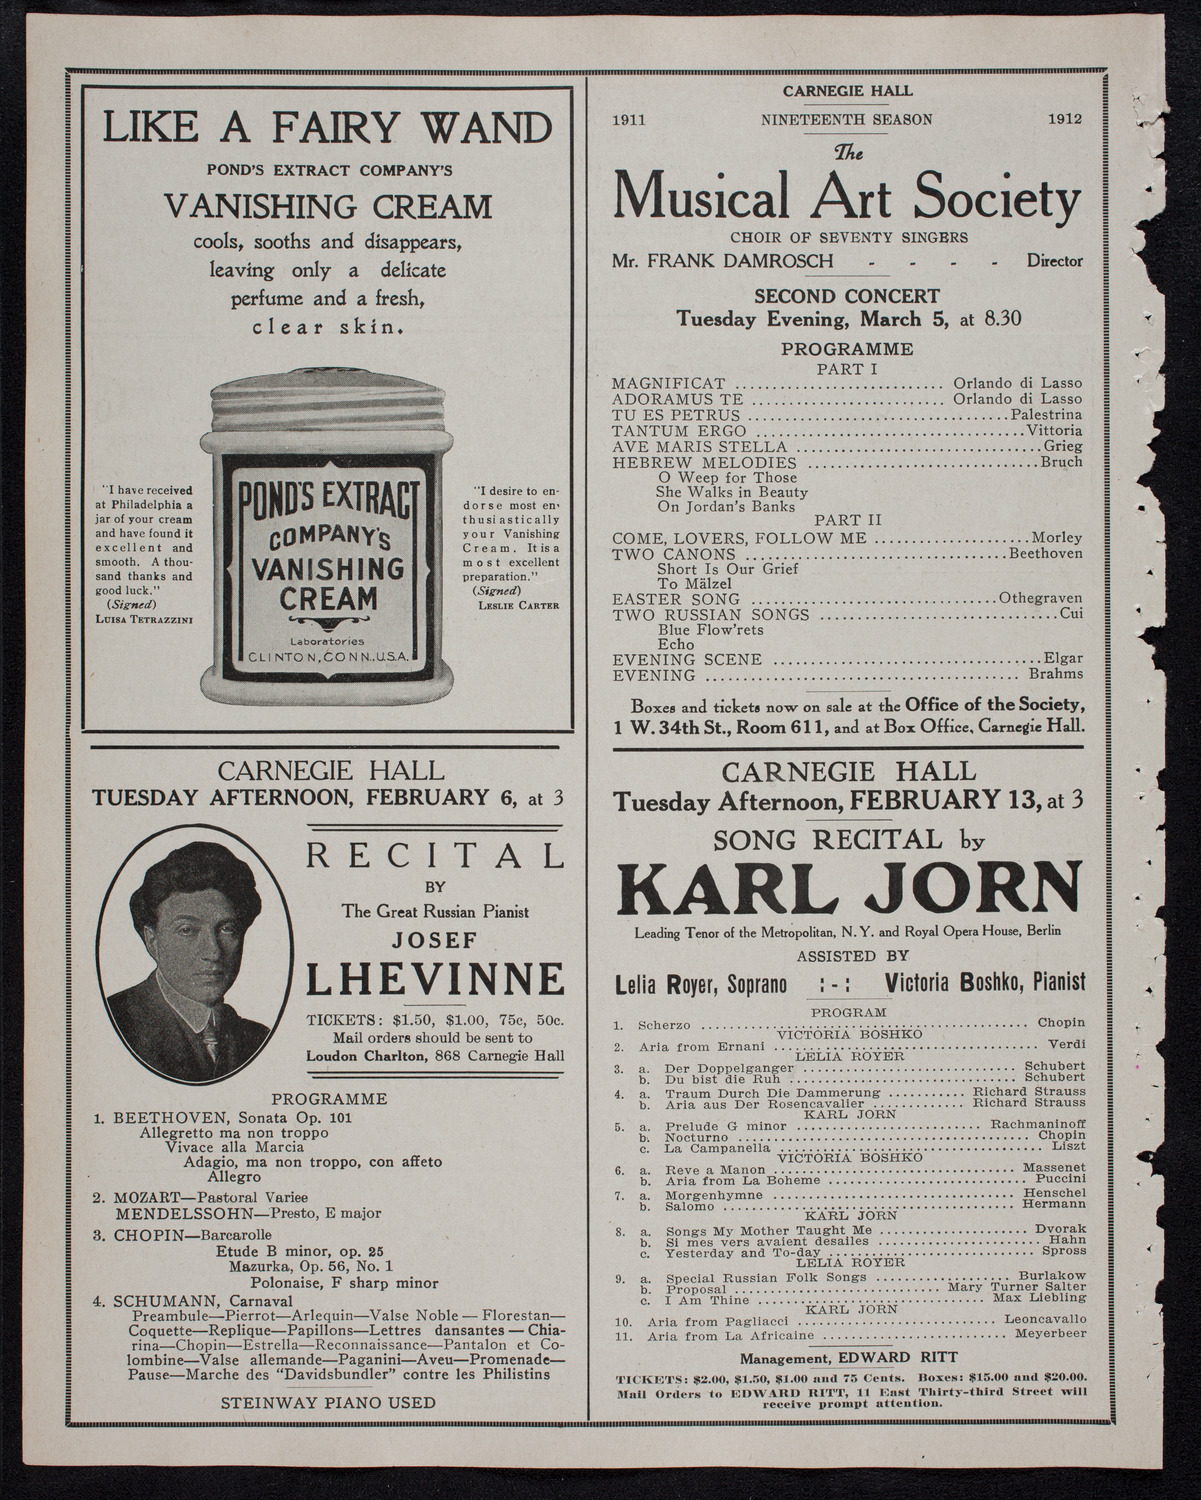 LIKE A FAIRY WAND
POND'S EXTRACT COMPANY'S
VANISHING CREAM
cools, sooths and disappears,
leaving only a delicate
perfume and a fresh,
clear skin.
"I have received
at Philadelphia a
jar of your cream
and have found it
excellent and
smooth. A thou-
sand thanks and
good luck."
(Signed)
LUISA TETRAZZINI
POND'S EXTRACT
COMPANY'S
VANISHING
CREAM
Laboratories
CLINTON, CONN., U.S.A.
"I desire to en-
dorse most en-
thusiastically
your Vanishing
Cream. It is a
most excellent
preparation."
(Signed)
LESLIE CARTER
CARNEGIE HALL
TUESDAY AFTERNOON, FEBRUARY 6, at 3
RECITAL
BY
The Great Russian Pianist
JOSEF
LHEVINNE
TICKETS: $1.50, $1.00, 75c, 50c.
Mail orders should be sent to
Loudon Charlton, 868 Carnegie Hall
PROGRAMME
1. BEETHOVEN, Sonata Op. 101
Allegretto ma non troppo
Vivace alla Marcia
Adagio, ma non troppo, con affeto
Allegro
2. MOZART—Pastoral Variee
MENDELSSOHN—Presto, E major
3. CHOPIN—Barcarolle
Etude B minor, op. 25
Mazurka, Op. 56, No. 1
Polonaise, F sharp minor
4. SCHUMANN, Carnaval
Preambule—Pierrot—Arlequin—Valse Noble — Florestan—
Coquette—Replique—Papillons—Lettres dansantes — Chia-
rina—Chopin—Estrella—Reconnaissance—Pantalon et Co-
lombine—Valse allemande—Paganini—Aveu—Promenade—
Pause—Marche des "Davidsbundler" contre les Philistins
STEINWAY PIANO USED
CARNEGIE HALL
1911 NINETEENTH SEASON 1912
The
Musical Art Society
CHOIR OF SEVENTY SINGERS
Mr. FRANK DAMROSCH - - - - Director
SECOND CONCERT
Tuesday Evening, March 5, at 8.30
PROGRAMME
PART I
MAGNIFICAT ........................... Orlando di Lasso
ADORAMUS TE ......................... Orlando di Lasso
TU ES PETRUS ..................................Palestrina
TANTUM ERGO ...................................Vittoria
AVE MARIS STELLA ................................Grieg
HEBREW MELODIES ..............................Bruch
O Weep for Those
She Walks in Beauty
On Jordan's Banks
PART II
COME, LOVERS, FOLLOW ME ....................Morley
TWO CANONS ..................................Beethoven
Short Is Our Grief
To Mälzel
EASTER SONG ................................Othegraven
TWO RUSSIAN SONGS ...............................Cui
Blue Flow'rets
Echo
EVENING SCENE ...................................Elgar
EVENING ......................................... Brahms
Boxes and tickets now on sale at the Office of the Society,
1 W. 34th St., Room 611, and at Box Office, Carnegie Hall.
CARNEGIE HALL
Tuesday Afternoon, FEBRUARY 13, at 3
SONG RECITAL by
KARL JORN
Leading Tenor of the Metropolitan, N. Y. and Royal Opera House, Berlin
ASSISTED BY
Lelia Royer, Soprano :-: Victoria Boshko, Pianist
PROGRAM
1. Scherzo ........................................... Chopin
VICTORIA BOSHKO
2. Aria from Ernani .................................. Verdi
LELIA ROYER
3. a. Der Doppelganger ............................ Schubert
b. Du bist die Ruh ............................. Schubert
4. a. Traum Durch Die Dammerung ........... Richard Strauss
b. Aria aus Der Rosencavalier ............. Richard Strauss
KARL JORN
5. a. Prelude G minor ........................ Rachmaninoff
b. Nocturno ...................................... Chopin
c. La Campanella ................................... Liszt
VICTORIA BOSHKO
6. a. Reve a Manon ................................ Massenet
b. Aria from La Boheme ........................ Puccini
7. a. Morgenhymne ................................ Henschel
b. Salomo ....................................... Hermann
KARL JORN
8. a. Songs My Mother Taught Me .................. Dvorak
b. Si mes vers avaient desailes ..................... Hahn
c. Yesterday and To-day ............................ Spross
LELIA ROYER
9. a. Special Russian Folk Songs .................. Burlakow
b. Proposal .......................... Mary Turner Salter
c. I Am Thine ............................... Max Liebling
KARL JORN
10. Aria from Pagliacci ........................... Leoncavallo
11. Aria from La Africaine ........................ Meyerbeer
Management, EDWARD RITT
TICKETS: $2.00, $1.50, $1.00 and 75 Cents. Boxes: $15.00 and $20.00.
Mail Orders to EDWARD RITT, 11 East Thirty-third Street will
receive prompt attention.